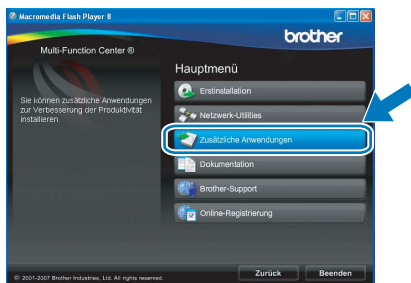 Macromedia Flash Player 8
brother
Multi-Function Center ®
Hauptmenü
Sie können zusätzliche Anwendungen
zur Verbesserung der Produktivität
installieren.
Erstinstallation
Netzwerk-Utilities
Zusätzliche Anwendungen
Dokumentation
Brother-Support
Online-Registrierung
© 2001-2007 Brother Industries, Ltd. All rights reserved.
Zurück
Beenden